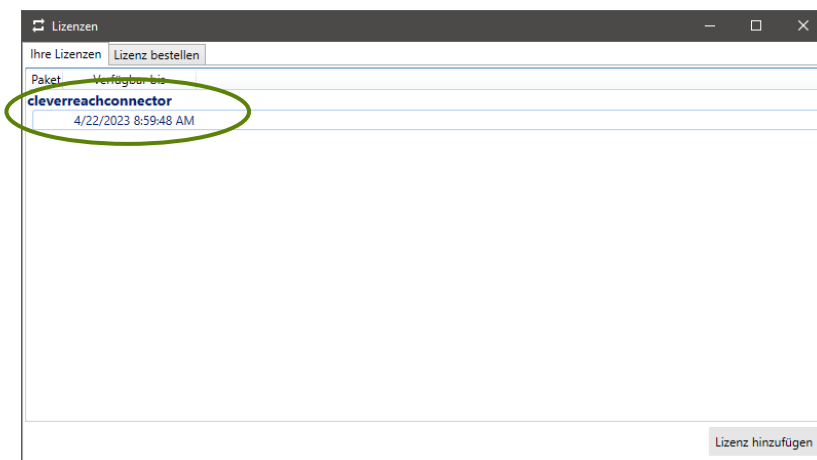 Lizenzen
Ihre Lizenzen Lizenz bestellen
Paket Verfügbar bis
cleverreachconnector
4/22/2023 8:59:48 AM
Lizenz hinzufügen